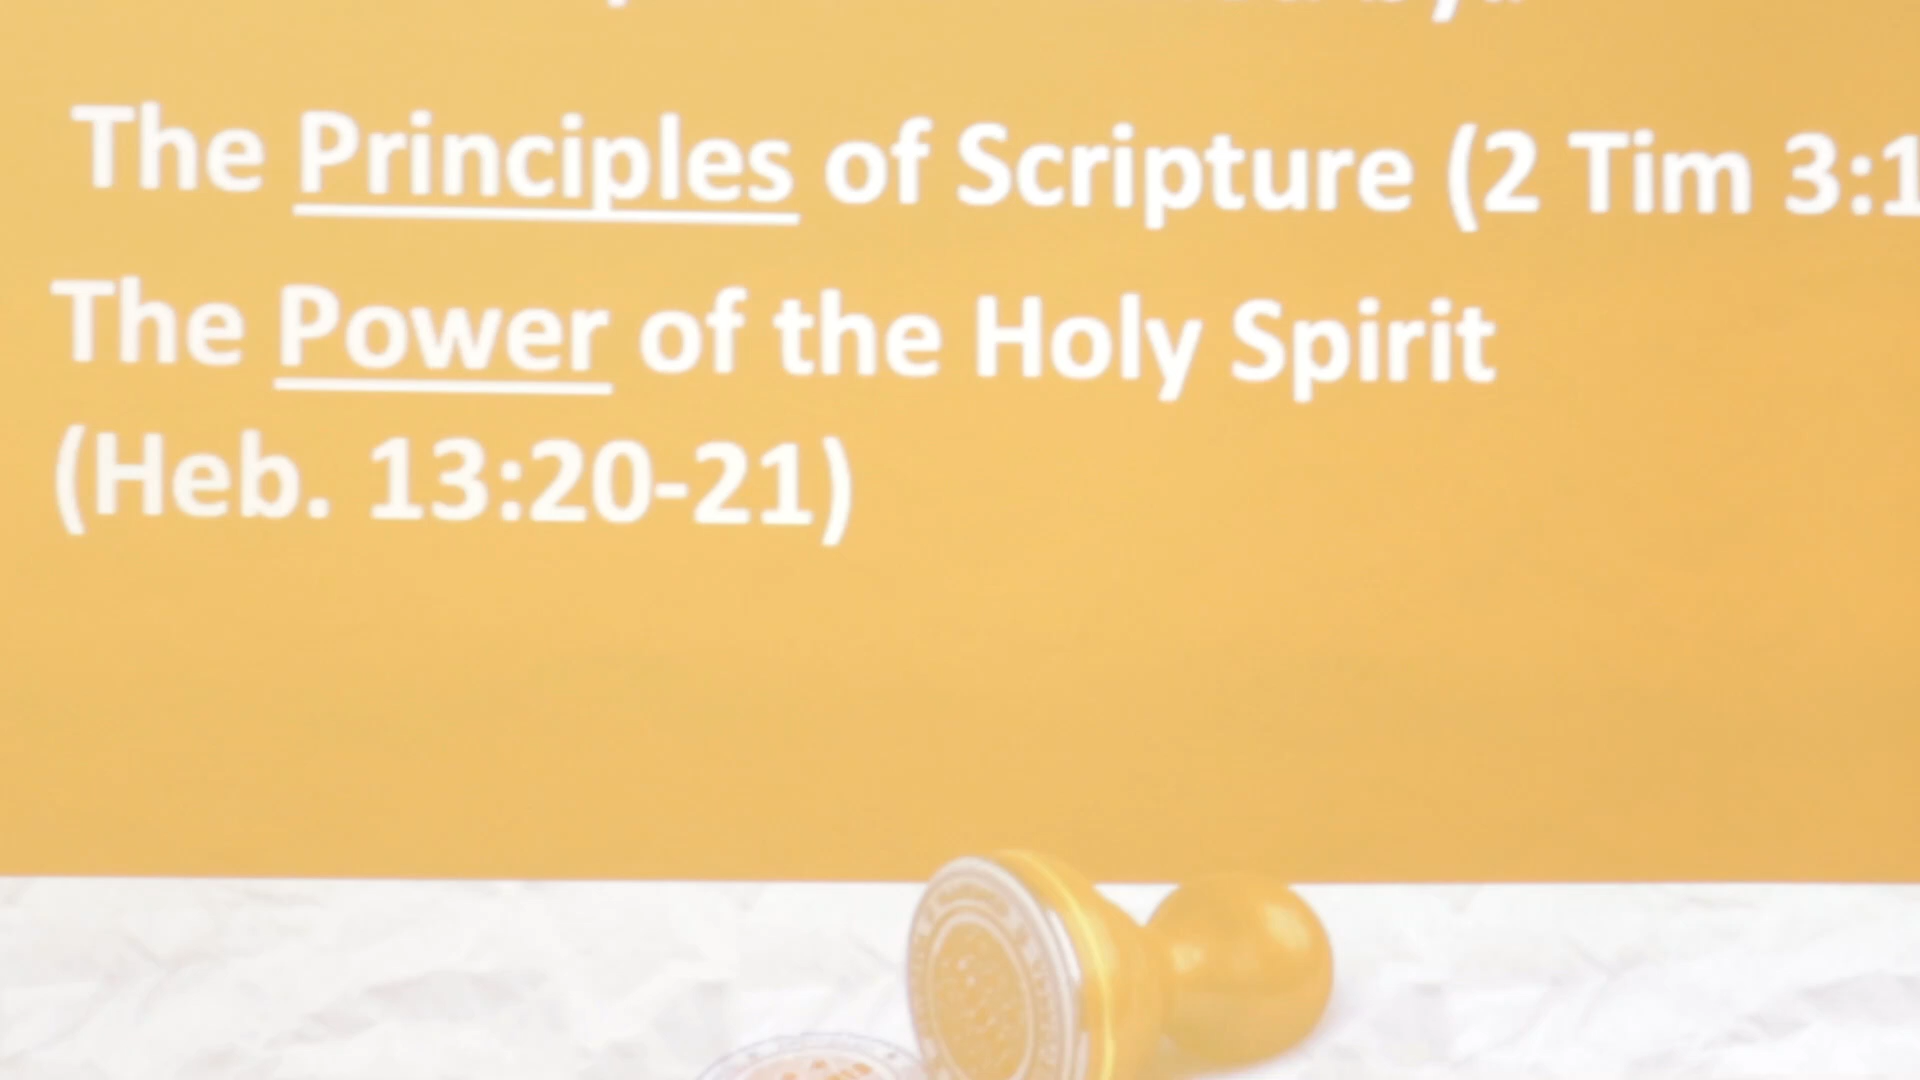 The Principles of Scripture (2 Tim 3:1
The Power of the Holy Spirit
(Heb. 13:20-21)